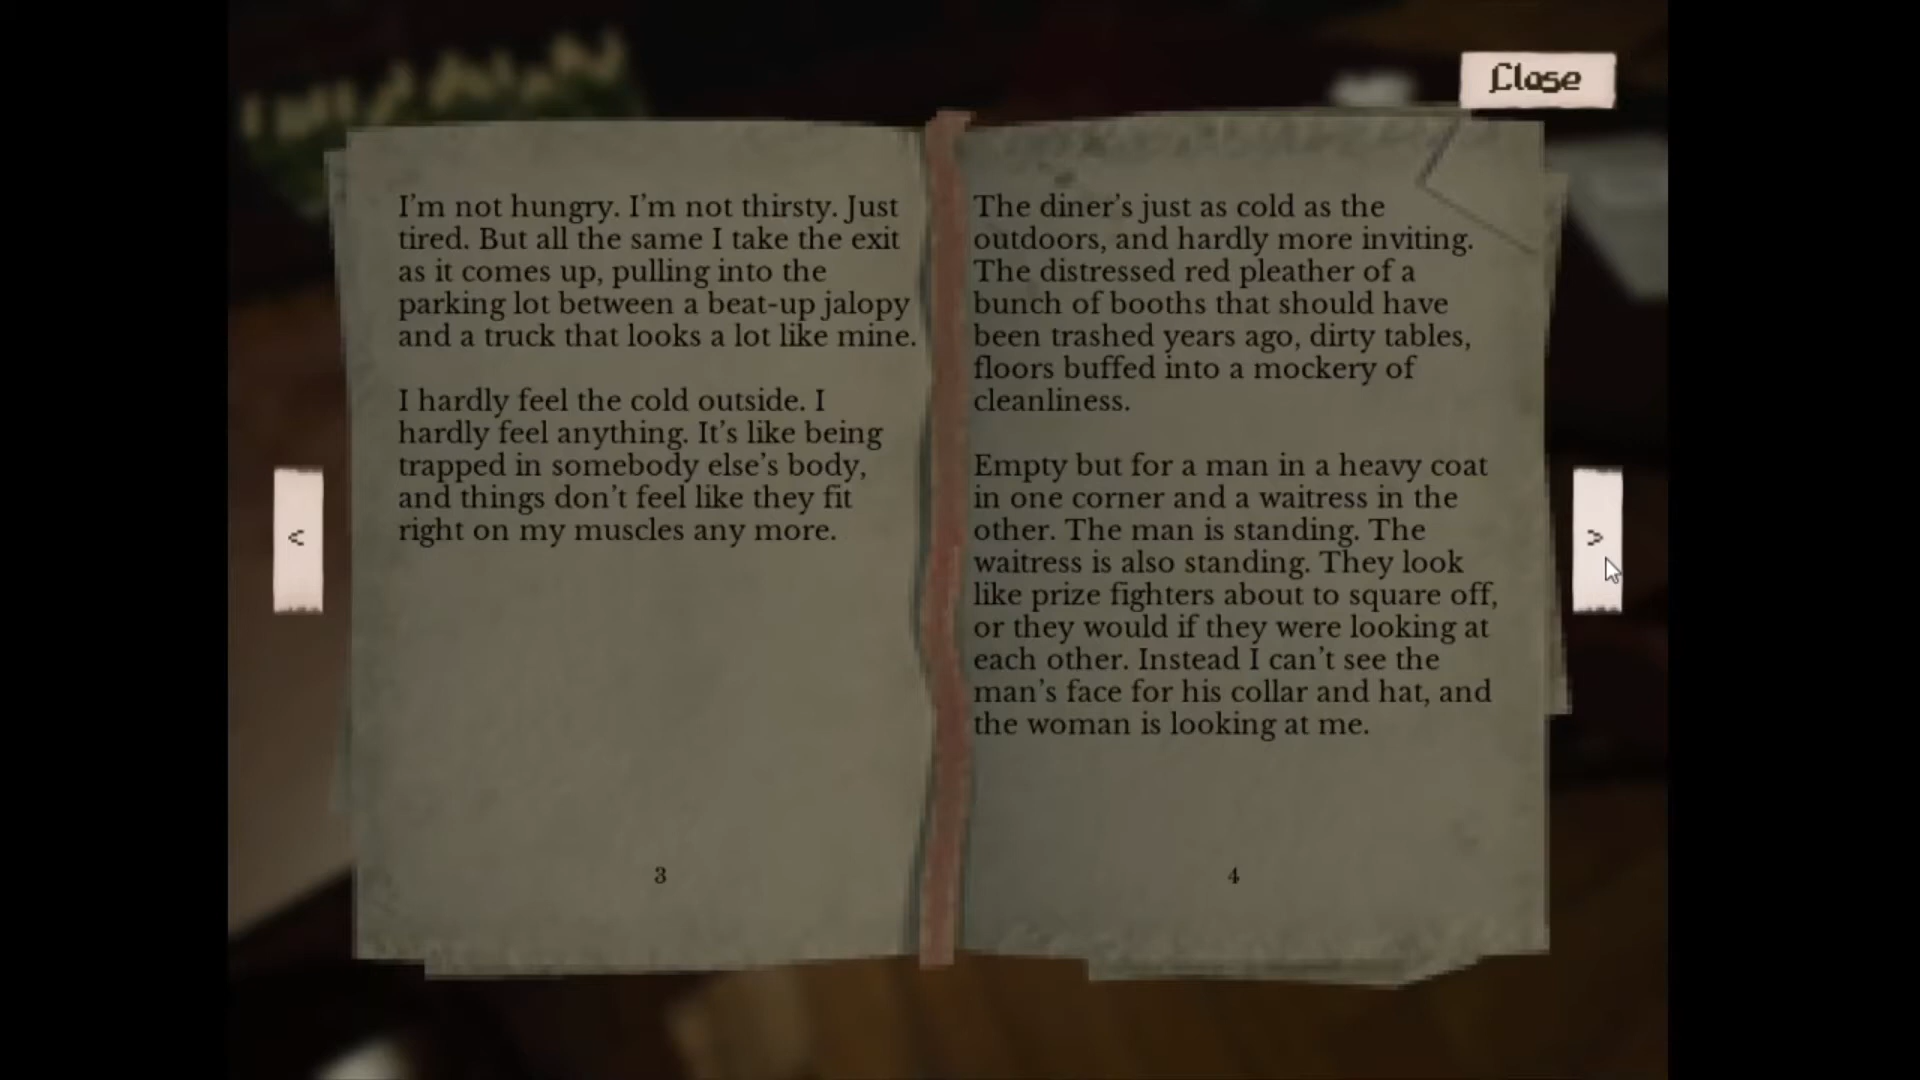 Close
I'm not hungry. I'm not thirsty. Just
tired. But all the same I take the exit
as it comes up, pulling into the
parking lot between a beat-up jalopy
and a truck that looks a lot like mine.
I hardly feel the cold outside. I
hardly feel anything. It's like being
trapped in somebody else's body,
and things don't feel like they fit
right on my muscles any more.
3
The diner's just as cold as the
outdoors, and hardly more inviting.
The distressed red pleather of a
bunch of booths that should have
been trashed years ago, dirty tables,
floors buffed into a mockery of
cleanliness.
Empty but for a man in a heavy coat
in one corner and a waitress in the
other. The man is standing. The
waitress is also standing. They look
like prize fighters about to square off,
or they would if they were looking at
each other. Instead I can't see the
man's face for his collar and hat, and
the woman is looking at me.
4
<
>